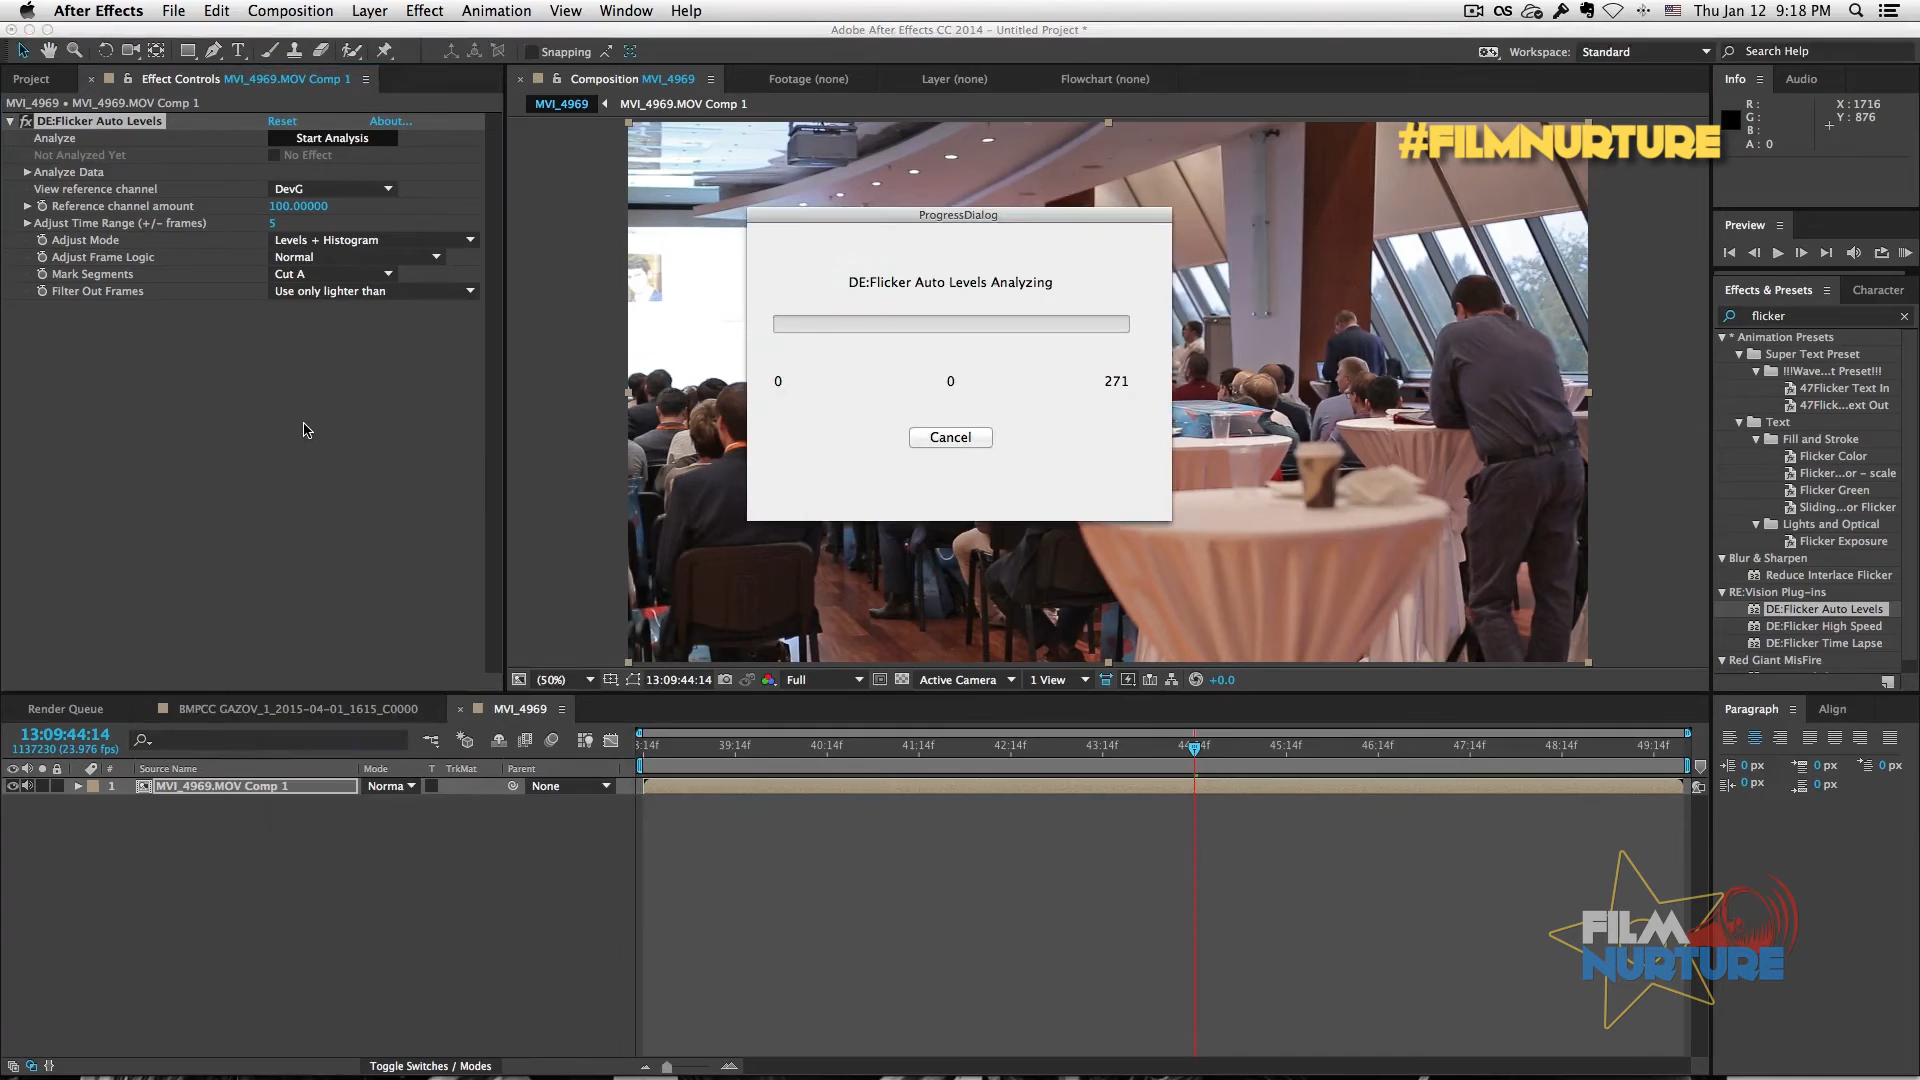 After Effects File Edit Composition Layer Effect Animation View Window Help Thu Jan 12 9:18 PM
Adobe After Effects CC 2014 - Untitled Project *
Snapping Workspace: Standard Search Help
Project Effect Controls MVI_4969.MOV Comp 1 Composition MVI_4969 Footage (none) Layer (none) Flowchart (none) Info Audio
MVI_4969 • MVI_4969.MOV Comp 1 MVI_4969 MVI_4969.MOV Comp 1
R: G: B: A: 0 X: 1716 Y: 876
#FILMNURTURE
fx DE:Flicker Auto Levels Reset About...
Analyze Start Analysis
Not Analyzed Yet No Effect
Analyze Data
View reference channel DevG
Reference channel amount 100.00000
Adjust Time Range (+/- frames) 5
Adjust Mode Levels + Histogram
Adjust Frame Logic Normal
Mark Segments Cut A
Filter Out Frames Use only lighter than
ProgressDialog
DE:Flicker Auto Levels Analyzing
0 0 271
Cancel
Preview
Effects & Presets Character
flicker
* Animation Presets
Super Text Preset
!!!Wave...t Preset!!!
47Flicker Text In
47Flick...ext Out
Text
Fill and Stroke
Flicker Color
Flicker...or - scale
Flicker Green
Sliding...or Flicker
Lights and Optical
Flicker Exposure
Blur & Sharpen
Reduce Interlace Flicker
RE:Vision Plug-ins
DE:Flicker Auto Levels
DE:Flicker High Speed
DE:Flicker Time Lapse
Red Giant MisFire
(50%) 13:09:44:14 Full Active Camera 1 View +0.0
Render Queue BMPCC GAZOV_1_2015-04-01_1615_C0000 MVI_4969 Paragraph Align
13:09:44:14
1137230 (23.976 fps)
39:14f 40:14f 41:14f 42:14f 43:14f 45:14f 46:14f 47:14f 48:14f 49:14f
# Source Name Mode T TrkMat Parent
1 MVI_4969.MOV Comp 1 Norma None
0 px 0 px 0 px
0 px 0 px
FILM
NURTURE
Toggle Switches / Modes